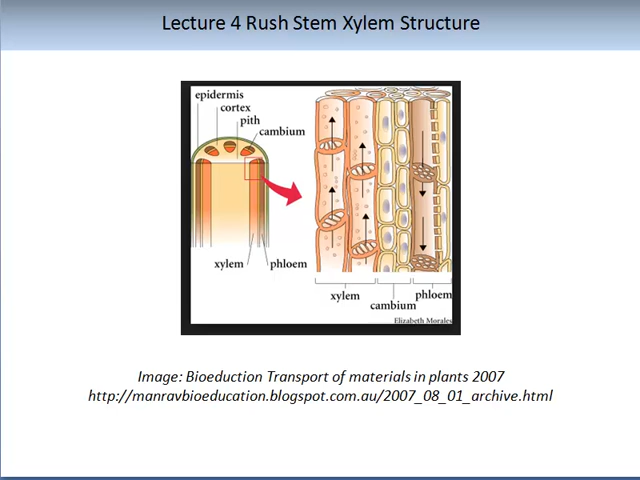 Lecture 4 Rush Stem Xylem Structure
epidermis
cortex
pith
cambium
xylem phloem
xylem
cambium
phloem
Elizabeth Morales
Image: Bioeduction Transport of materials in plants 2007
http://manravbioeducation.blogspot.com.au/2007_08_01_archive.html